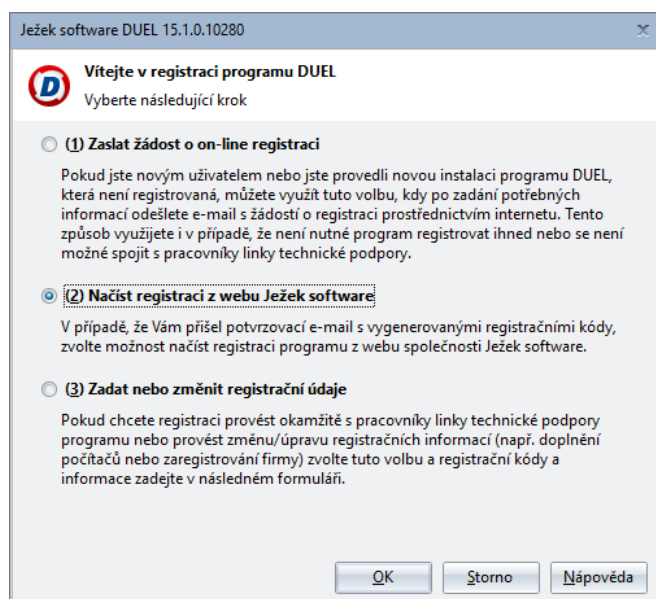 Ježek software DUEL 15.1.0.10280
Vítejte v registraci programu DUEL
Vyberte následující krok
(1) Zaslat žádost o on-line registraci
Pokud jste novým uživatelem nebo jste provedli novou instalaci programu DUEL,
která není registrovaná, můžete využít tuto volbu, kdy po zadání potřebných
informací odešlete e-mail s žádostí o registraci prostřednictvím internetu. Tento
způsob využijete i v případě, že není nutné program registrovat ihned nebo se není
možné spojit s pracovníky linky technické podpory.
(2) Načíst registraci z webu Ježek software
V případě, že Vám přišel potvrzovací e-mail s vygenerovanými registračními kódy,
zvolte možnost načíst registraci programu z webu společnosti Ježek software.
(3) Zadat nebo změnit registrační údaje
Pokud chcete registraci provést okamžitě s pracovníky linky technické podpory
programu nebo provést změnu/úpravu registračních informací (např. doplnění
počítačů nebo zaregistrování firmy) zvolte tuto volbu a registrační kódy a
informace zadejte v následném formuláři.
OK Storno Nápověda